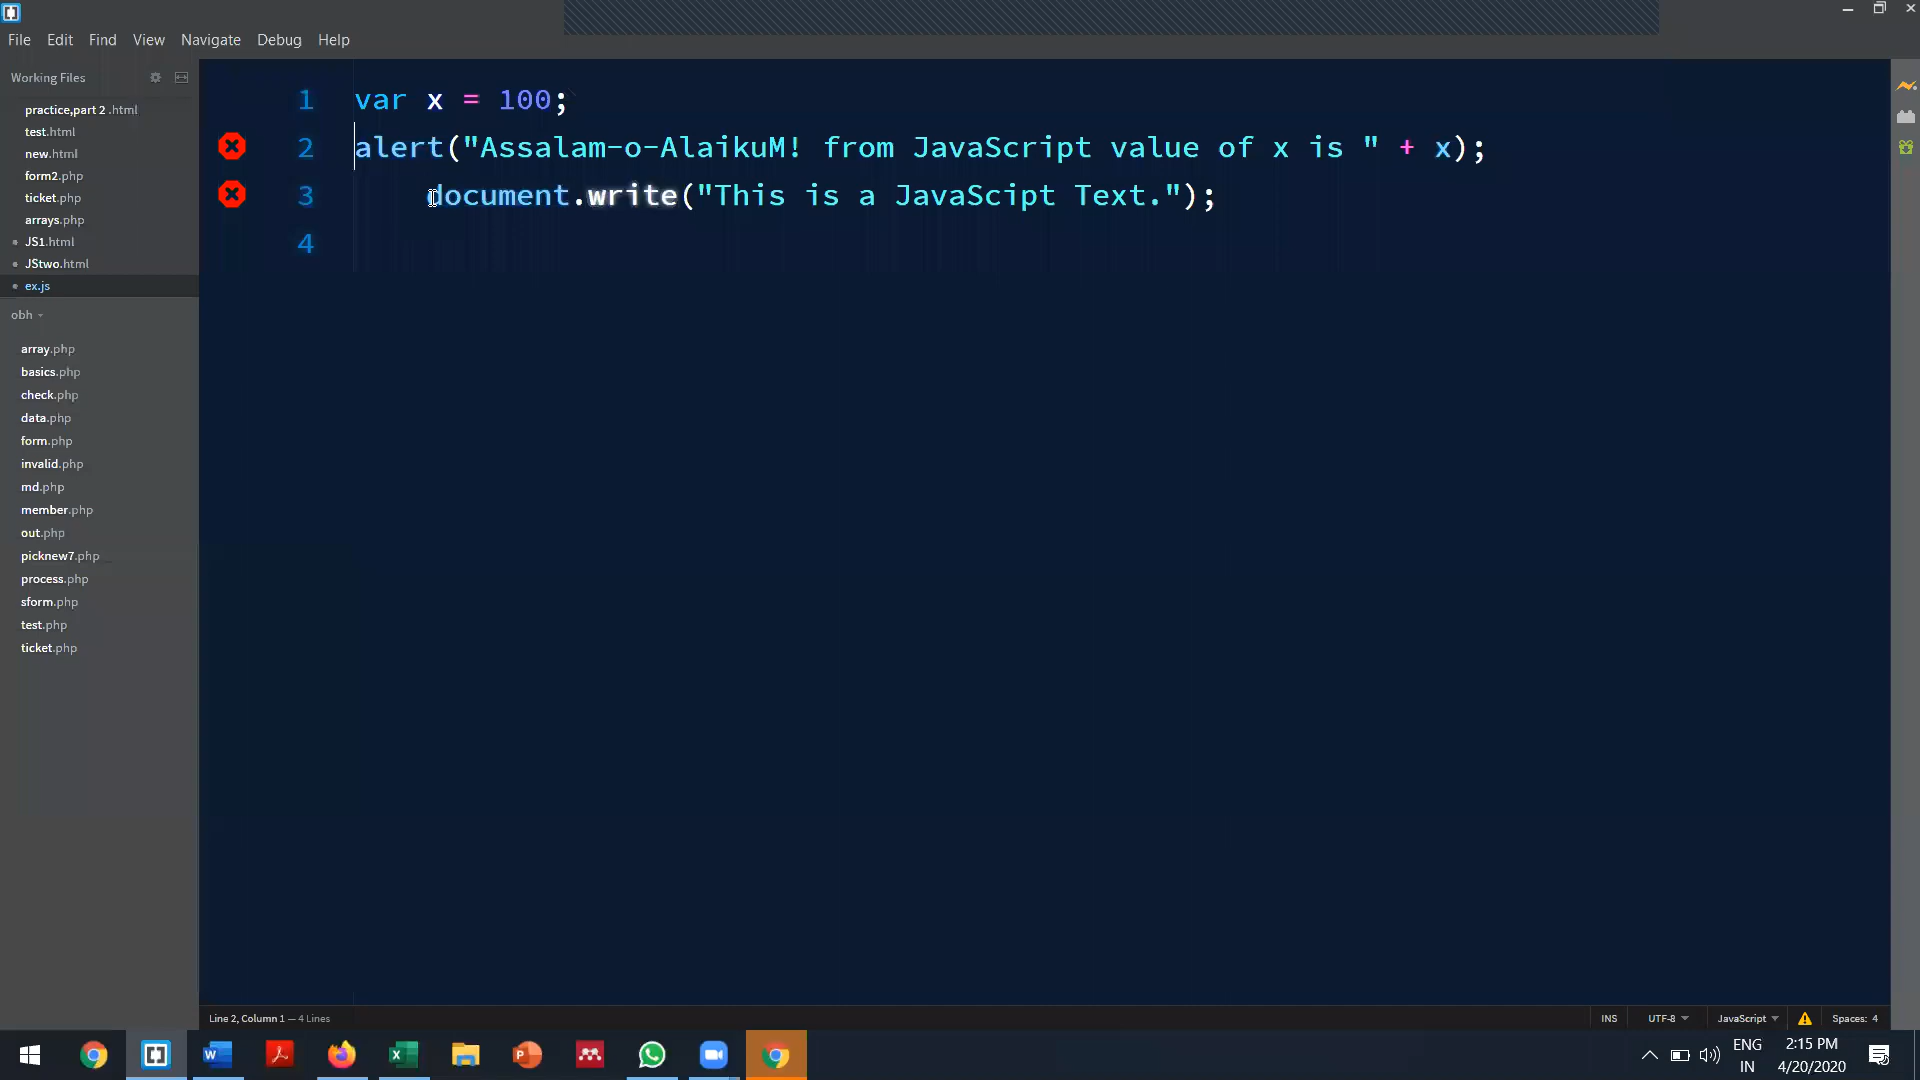 File Edit Find View Navigate Debug Help
Working Files
practice,part 2 .html
test.html
new.html
form2.php
ticket.php
arrays.php
JS1.html
JStwo.html
ex.js
obh
array.php
basics.php
check.php
data.php
form.php
invalid.php
md.php
member.php
out.php
picknew7.php
process.php
sform.php
test.php
ticket.php
1 var x = 100;
2 alert("Assalam-o-AlaikuM! from JavaScript value of x is " + x);
3 document.write("This is a JavaScipt Text.");
4
Line 2, Column 1 — 4 Lines
INS UTF-8 JavaScript Spaces: 4
ENG
IN
2:15 PM
4/20/2020